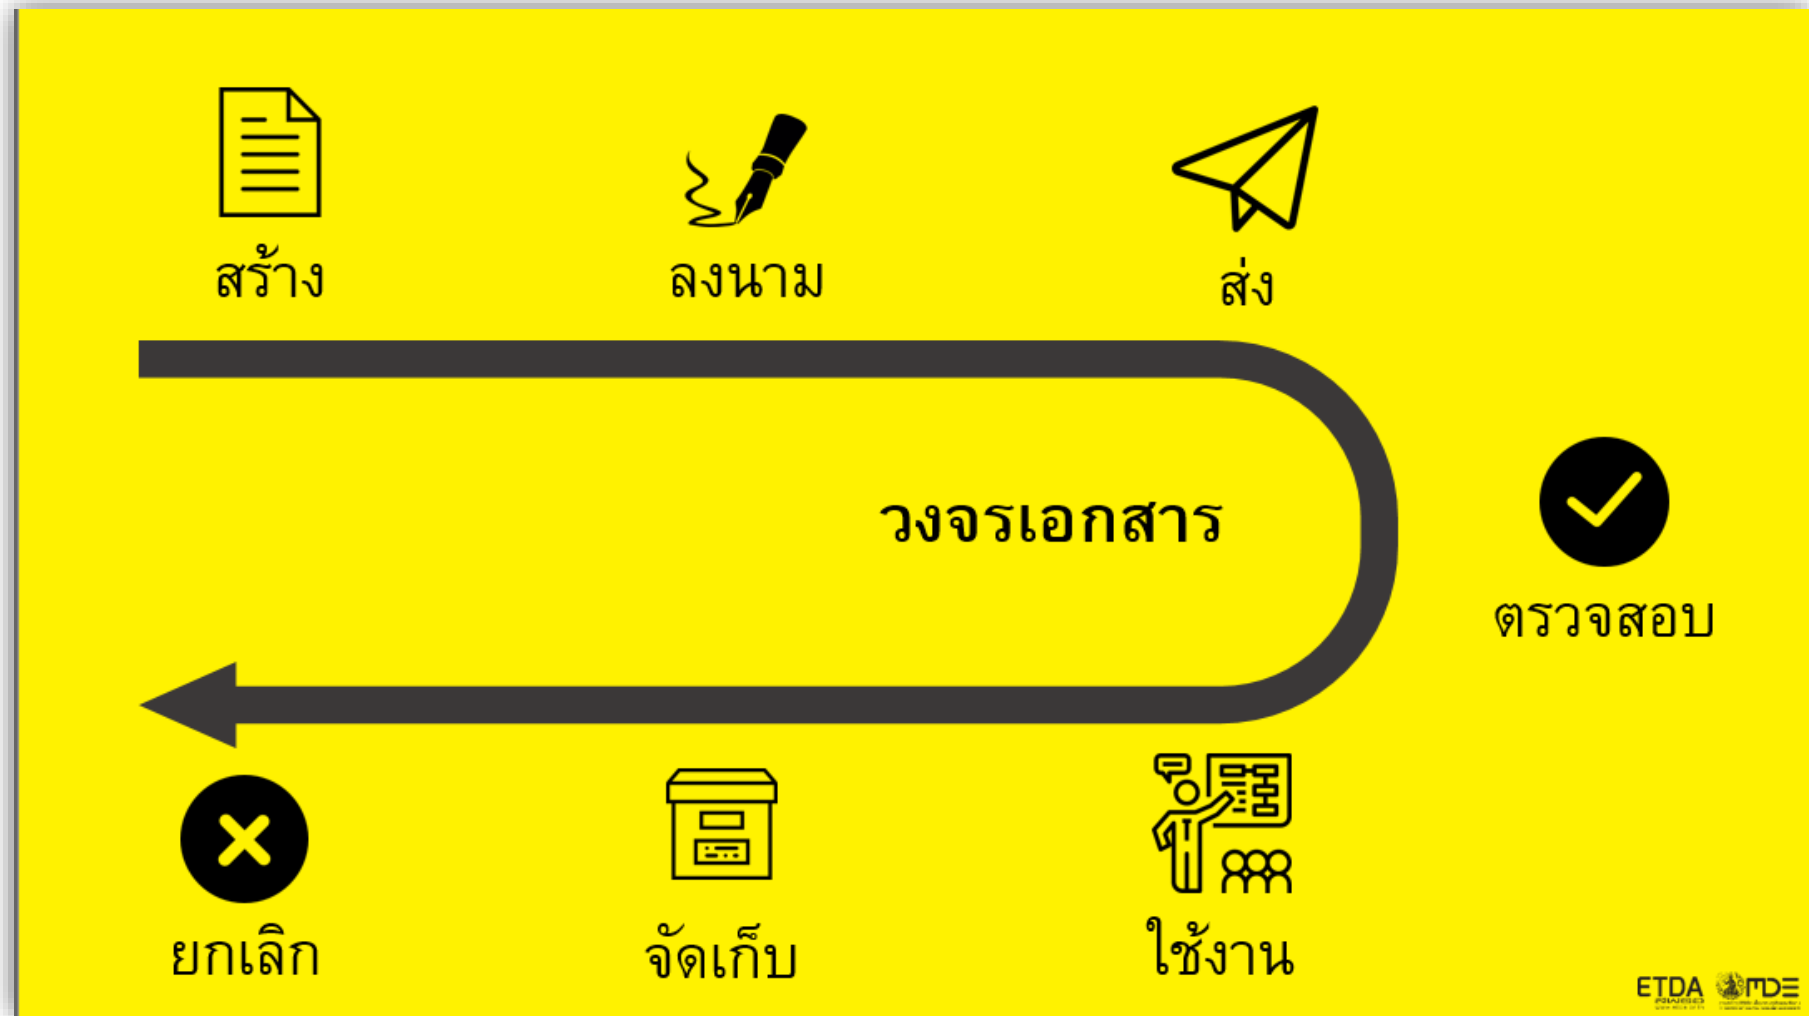 สร้าง
ลงนาม
ส่ง
วงจรเอกสาร
ตรวจสอบ
ยกเลิก
จัดเก็บ
ใช้งาน
ETDA
MDE